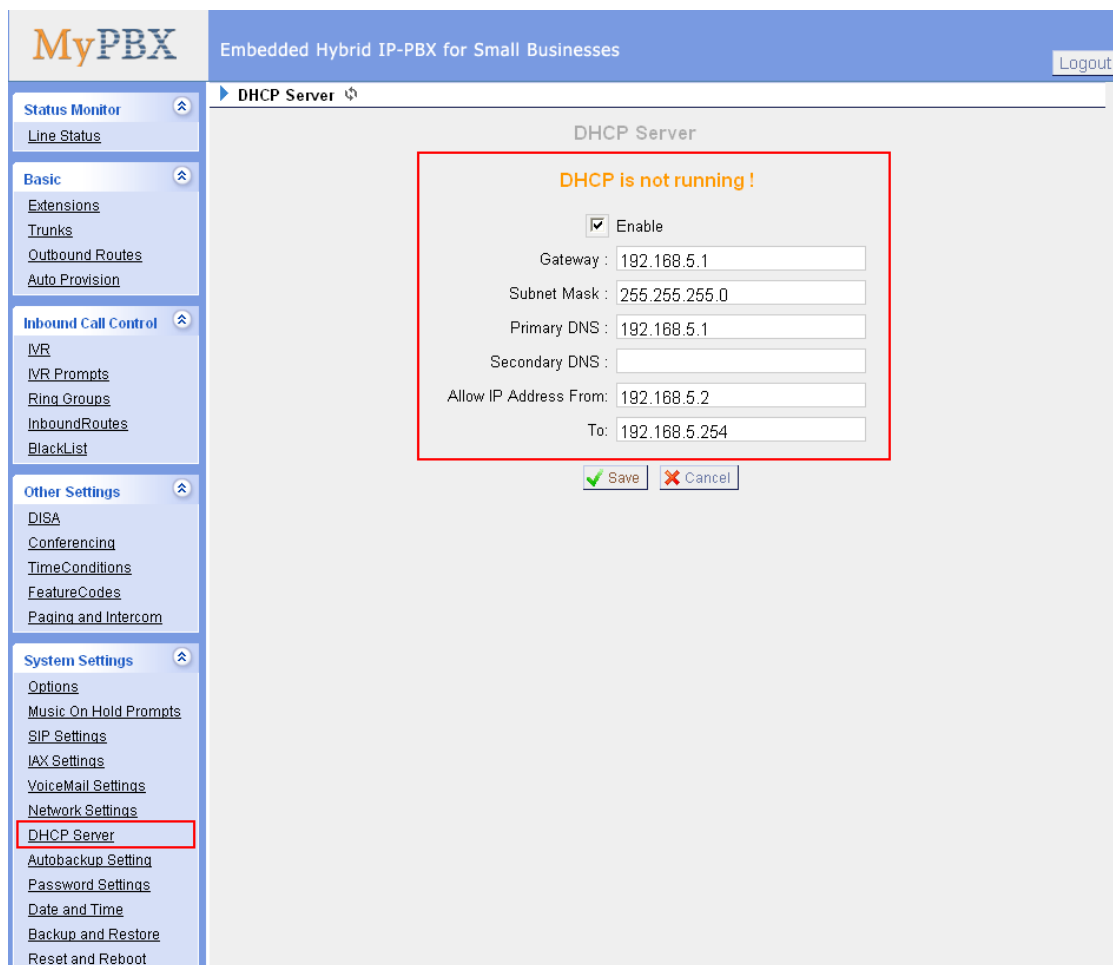 MyPBX
Embedded Hybrid IP-PBX for Small Businesses
Logout
Status Monitor
Line Status
Basic
Extensions
Trunks
Outbound Routes
Auto Provision
Inbound Call Control
IVR
IVR Prompts
Ring Groups
InboundRoutes
BlackList
Other Settings
DISA
Conferencing
TimeConditions
FeatureCodes
Paging and Intercom
System Settings
Options
Music On Hold Prompts
SIP Settings
IAX Settings
VoiceMail Settings
Network Settings
DHCP Server
Autobackup Setting
Password Settings
Date and Time
Backup and Restore
Reset and Reboot
DHCP Server
DHCP Server
DHCP is not running !
Enable
Gateway : 192.168.5.1
Subnet Mask : 255.255.255.0
Primary DNS : 192.168.5.1
Secondary DNS :
Allow IP Address From: 192.168.5.2
To: 192.168.5.254
Save Cancel